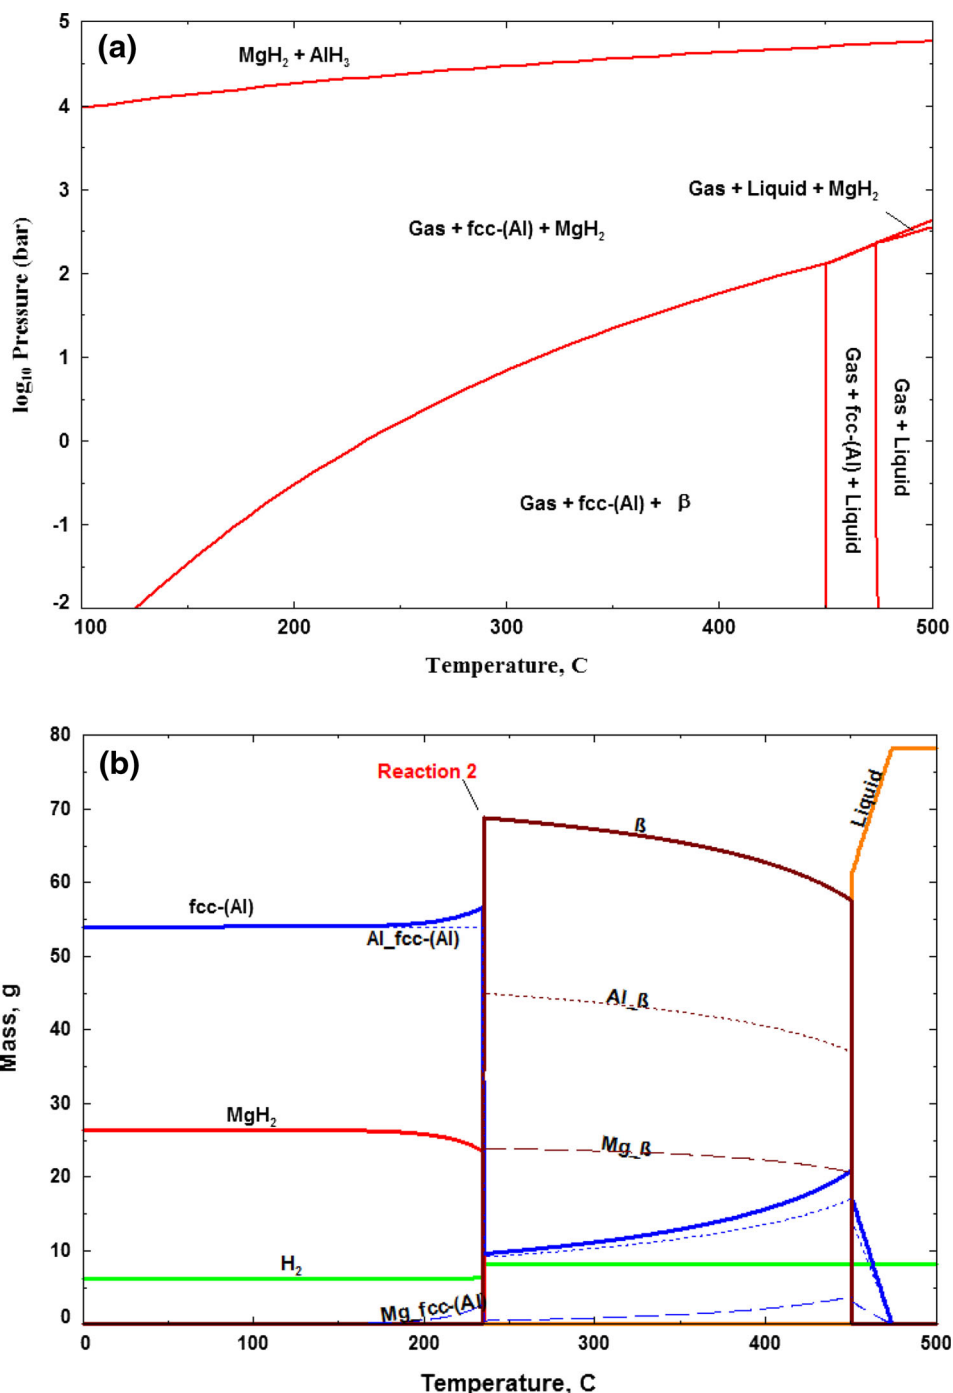 (a)
5
4
3
2
1
0
-1
-2
log₁₀ Pressure (bar)
MgH₂ + AlH₃
Gas + Liquid + MgH₂
Gas + fcc-(Al) + MgH₂
Gas + fcc-(Al) + β
Gas + fcc-(Al) + Liquid
Gas + Liquid
100 200 300 400 500
Temperature, C
(b)
80
70
60
50
40
30
20
10
0
Mass, g
Reaction 2
Liquid
ß
fcc-(Al)
Al_fcc-(Al)
Al_ß
MgH₂
Mg_ß
H₂
Mg_fcc-(Al)
0 100 200 300 400 500
Temperature, C